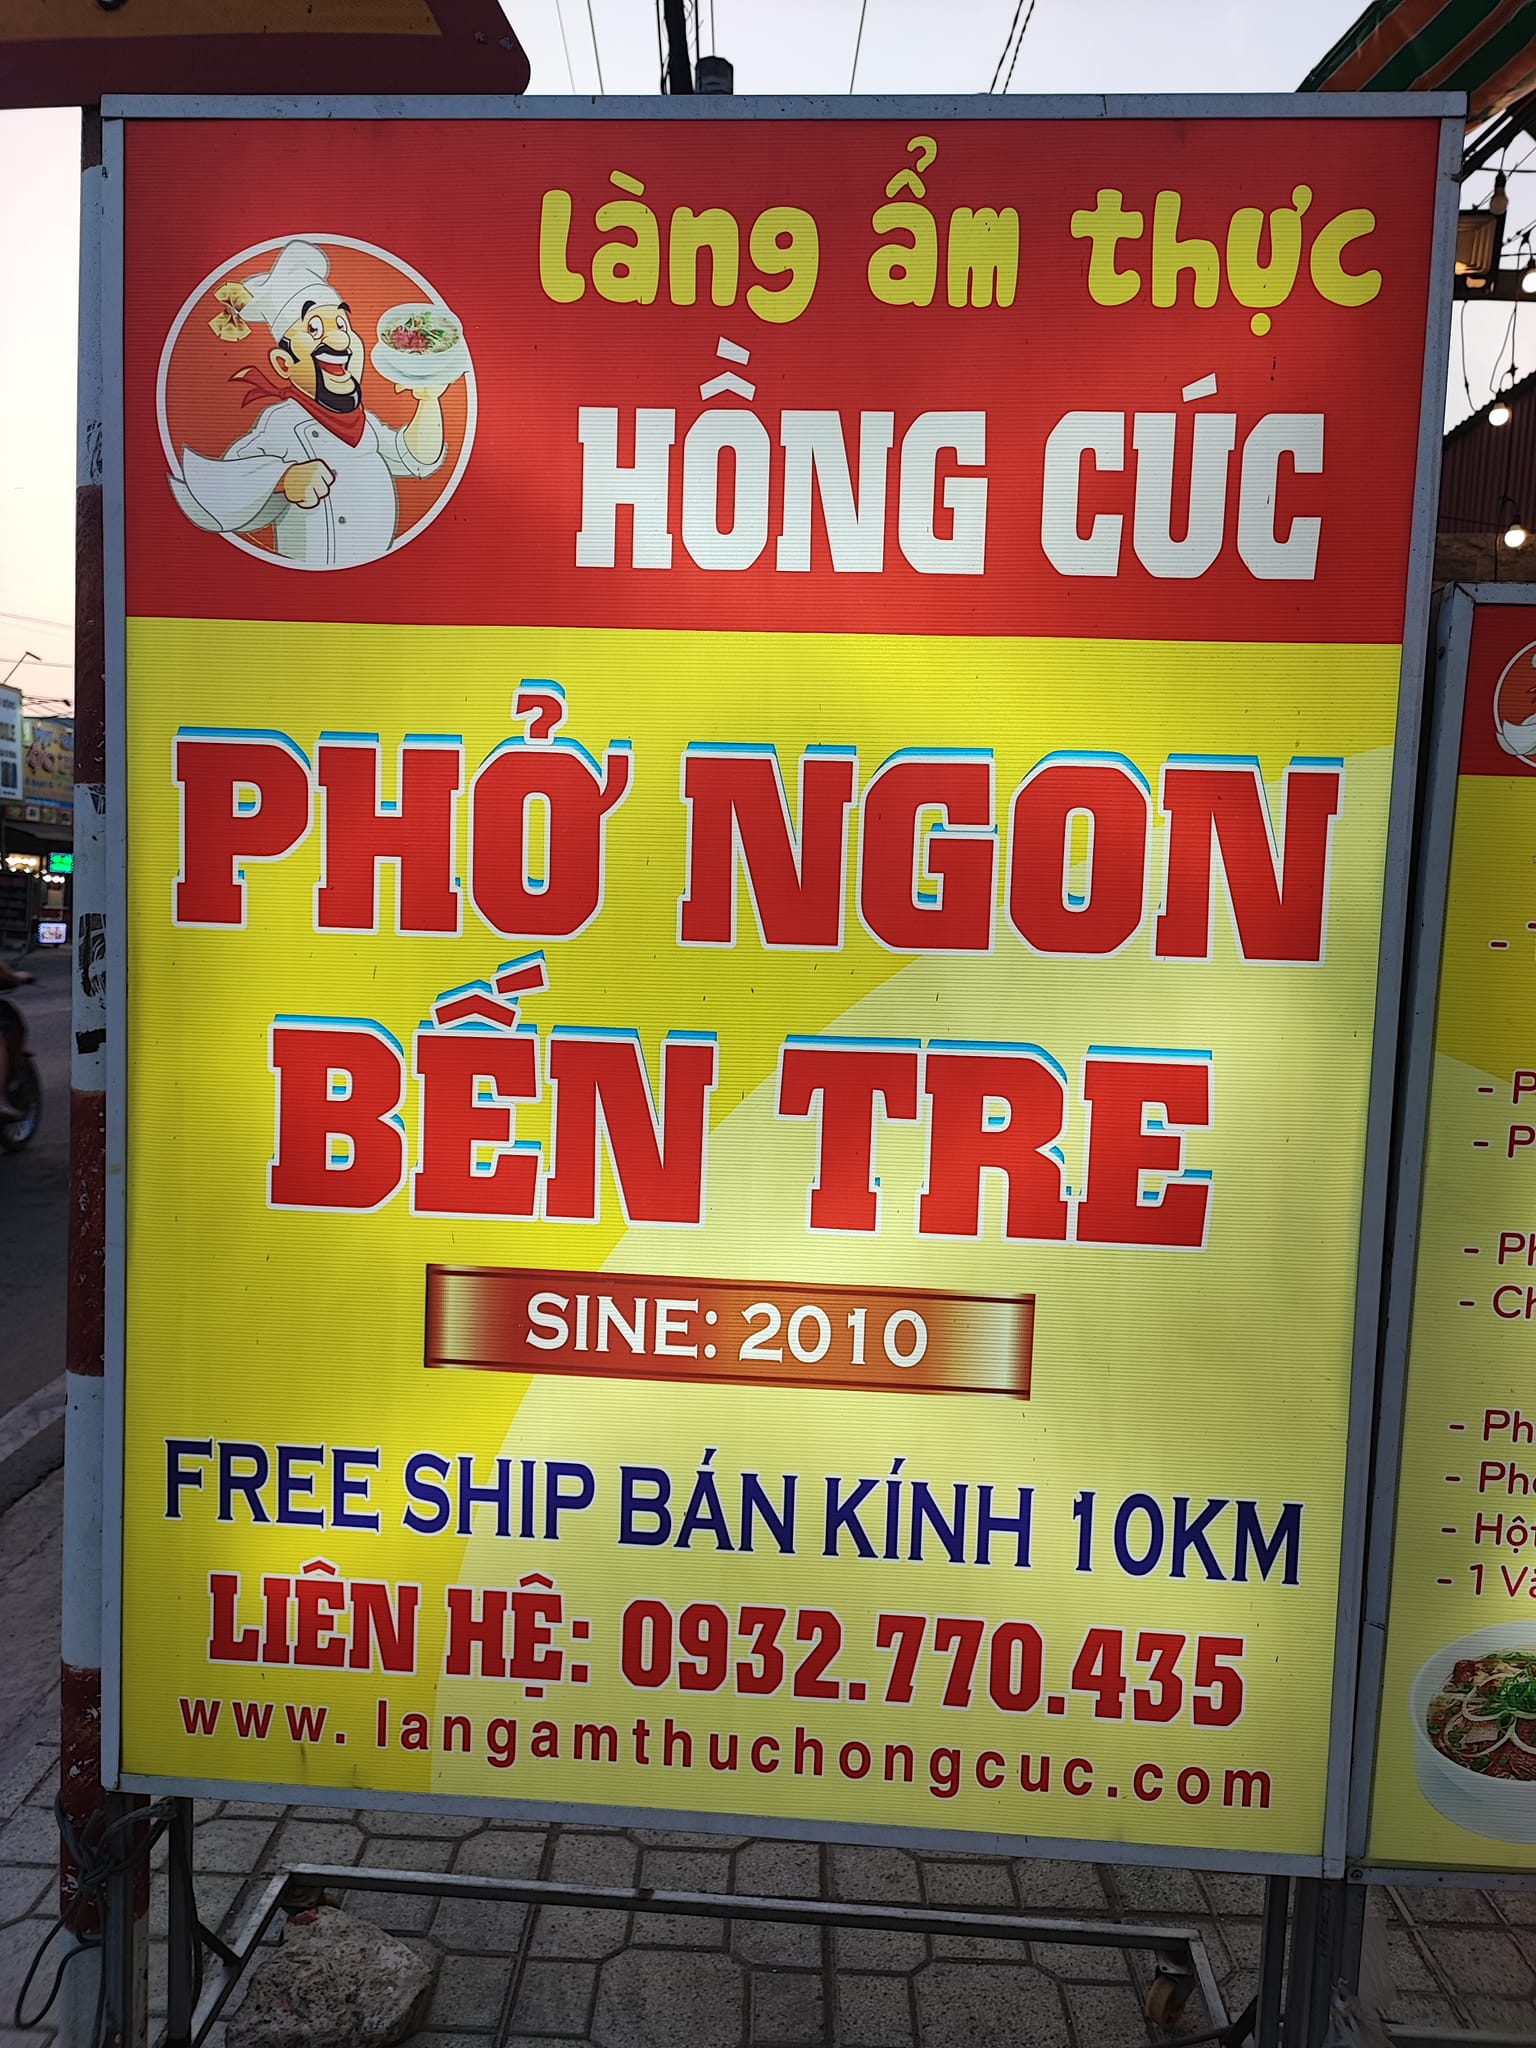 làng ẩm thực
HỒNG CÚC
PHỞ NGON
BẾN TRE
SINE: 2010
FREE SHIP BÁN KÍNH 10KM
LIÊN HỆ: 0932.770.435
www. langamthuchongcuc.com